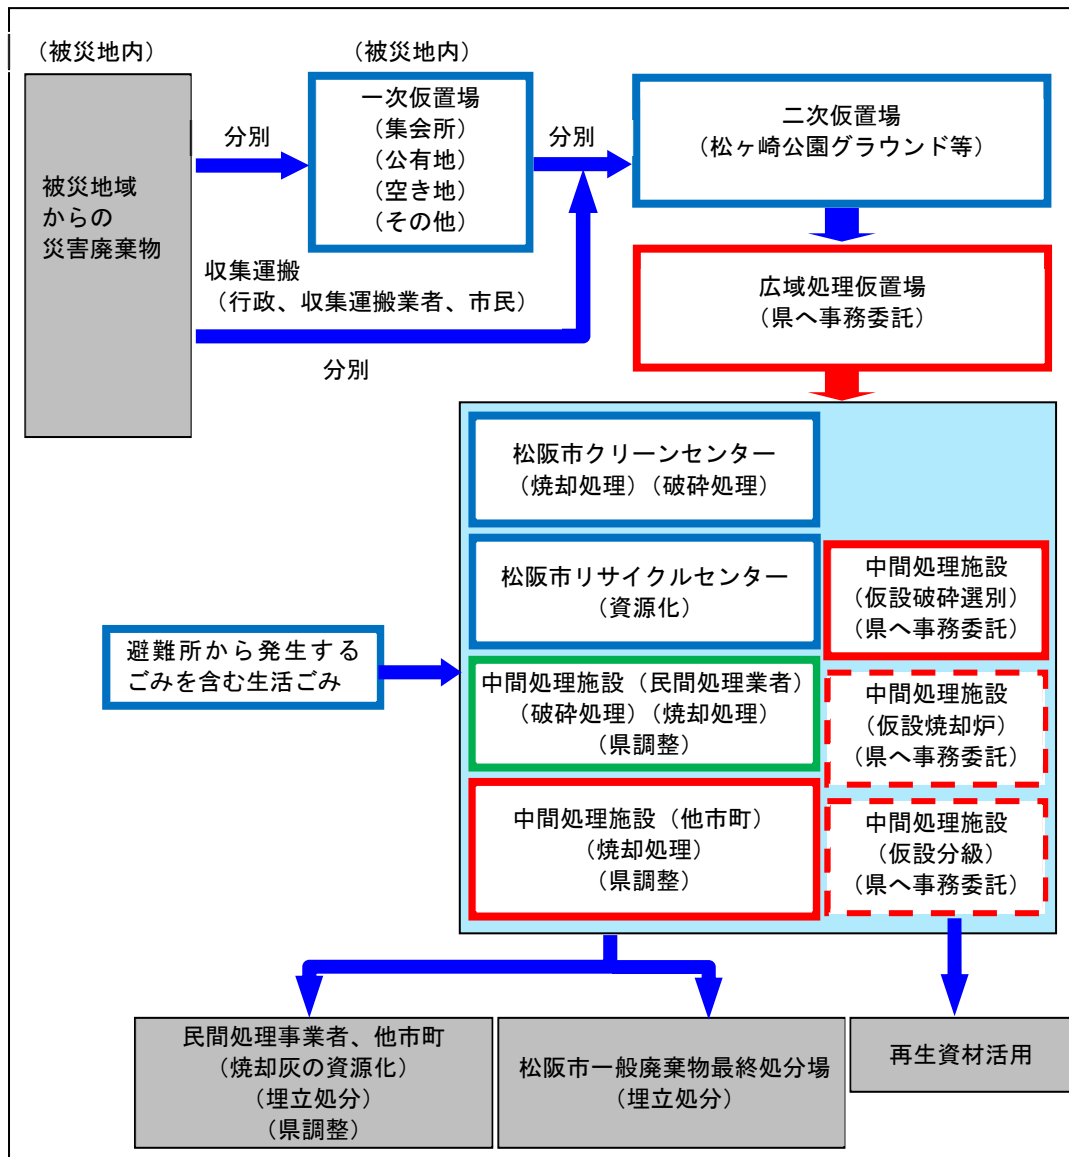 （被災地内）
被災地域
からの
災害廃棄物
分別
（被災地内）
一次仮置場
（集会所）
（公有地）
（空き地）
（その他）
分別
収集運搬
（行政、収集運搬業者、市民）
分別
二次仮置場
（松ヶ崎公園グラウンド等）
広域処理仮置場
（県へ事務委託）
松阪市クリーンセンター
（焼却処理）（破砕処理）
松阪市リサイクルセンター
（資源化）
中間処理施設（民間処理業者）
（破砕処理）（焼却処理）
（県調整）
中間処理施設（他市町）
（焼却処理）
（県調整）
中間処理施設
（仮設破砕選別）
（県へ事務委託）
中間処理施設
（仮設焼却炉）
（県へ事務委託）
中間処理施設
（仮設分級）
（県へ事務委託）
避難所から発生する
ごみを含む生活ごみ
民間処理事業者、他市町
（焼却灰の資源化）
（埋立処分）
（県調整）
松阪市一般廃棄物最終処分場
（埋立処分）
再生資材活用